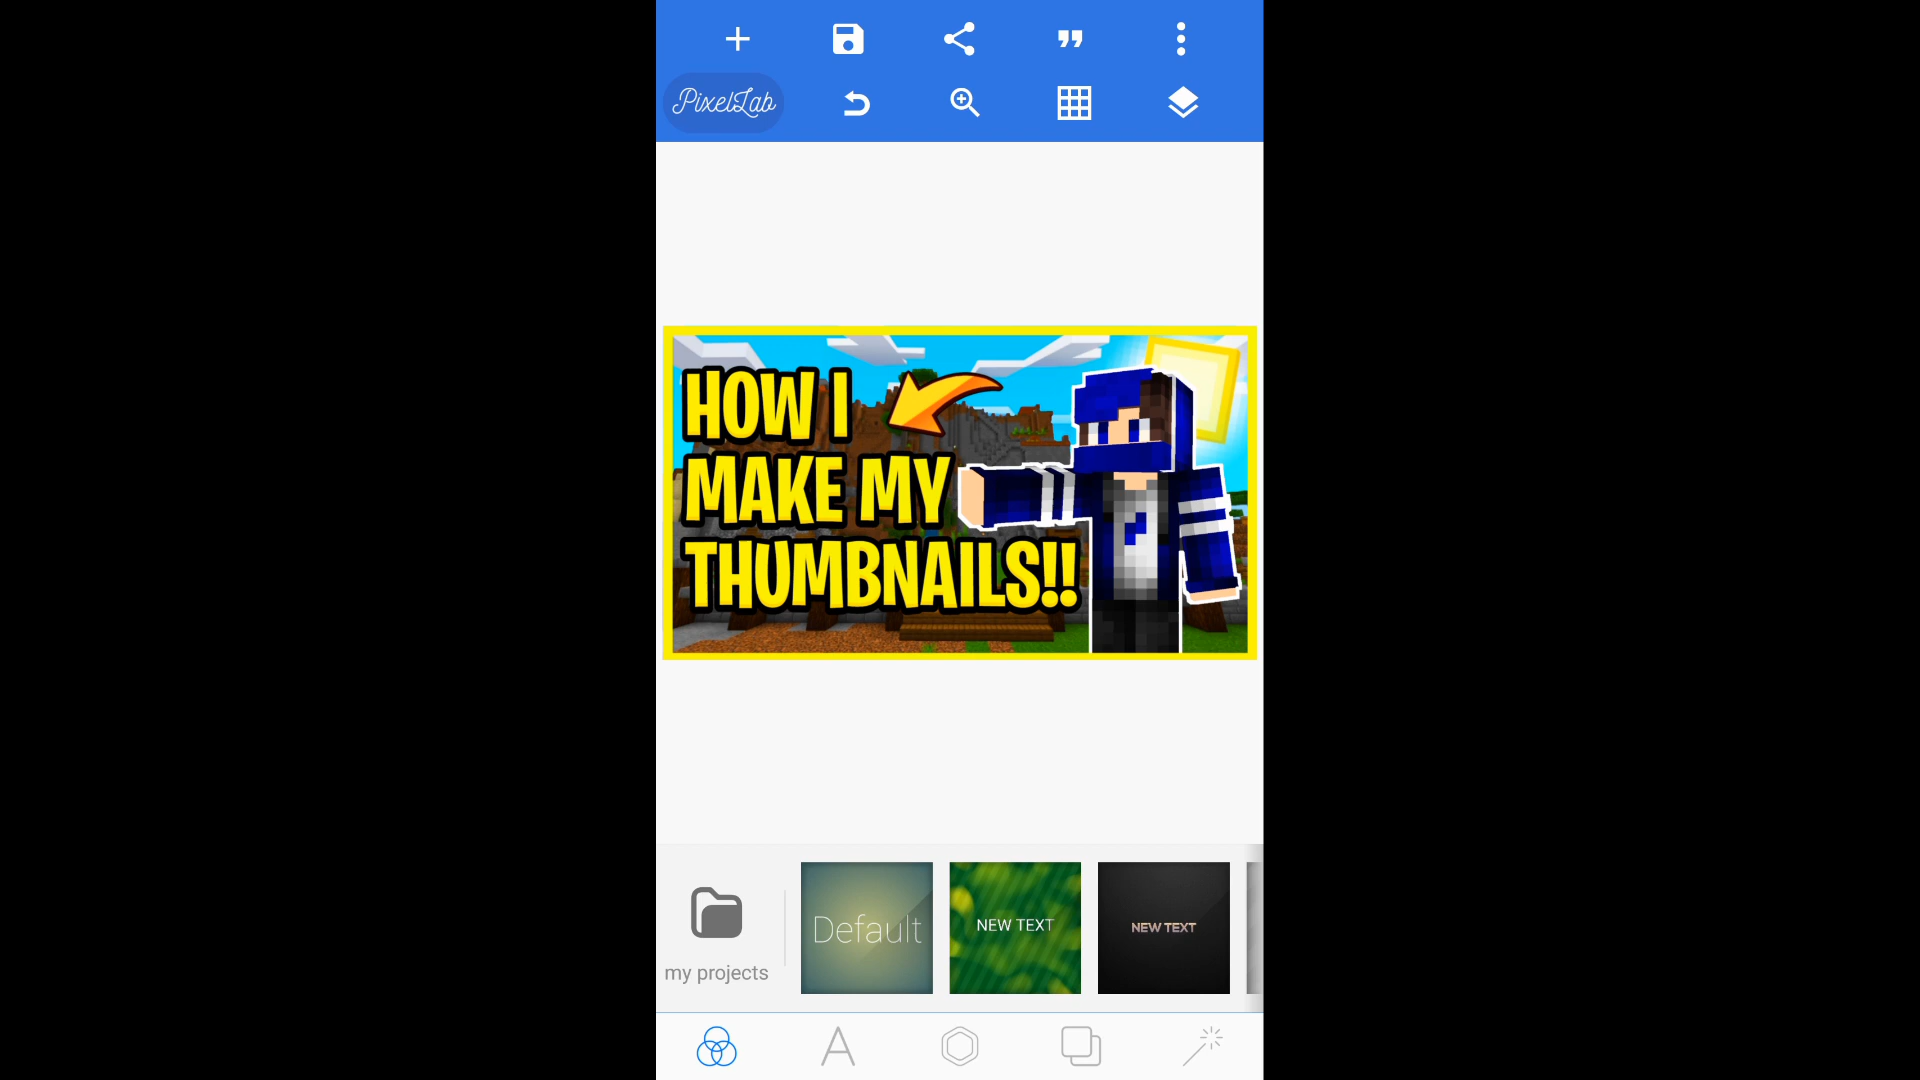 PixelLab
HOW I
MAKE MY
THUMBNAILS!!
my projects
Default
NEW TEXT
NEW TEXT